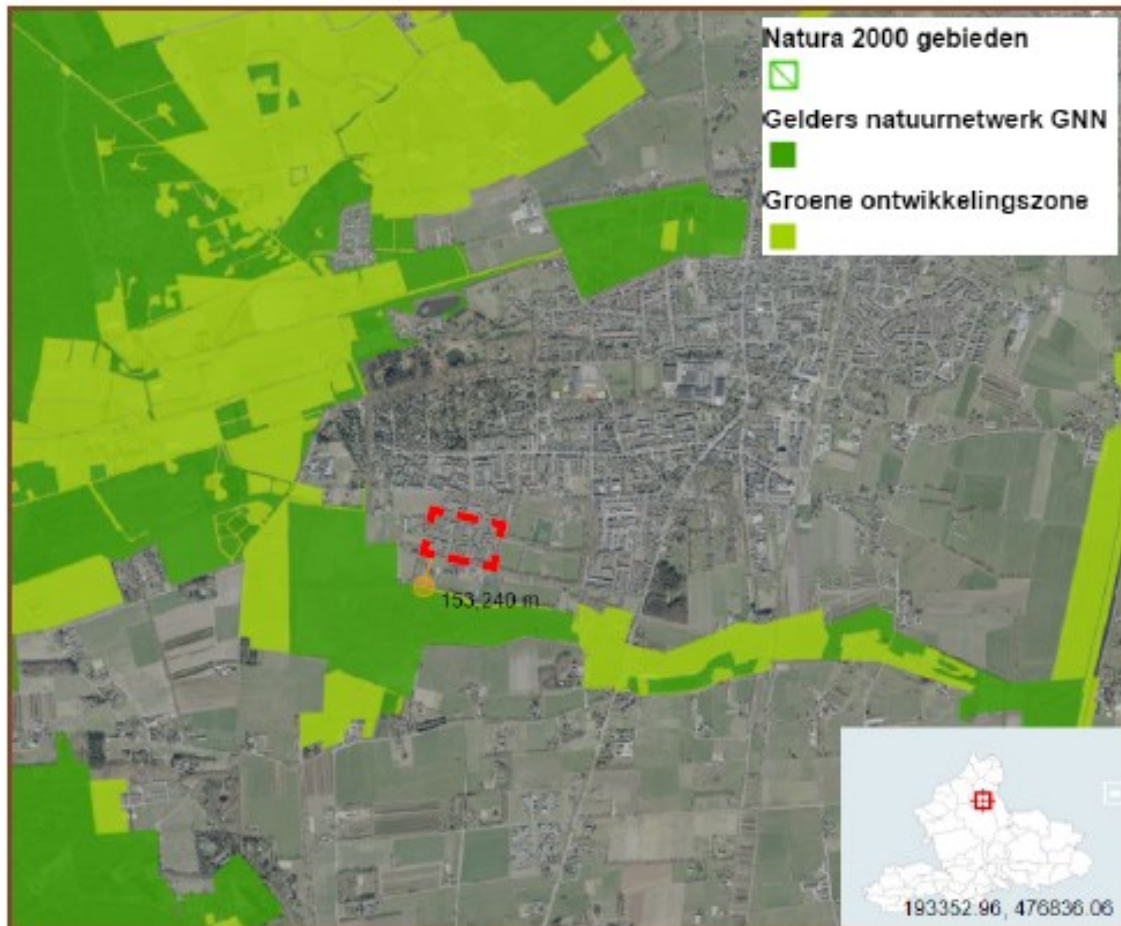 Natura 2000 gebieden
Gelders natuurnetwerk GNN
Groene ontwikkelingszone
153,240 m
193352.96, 476836.06